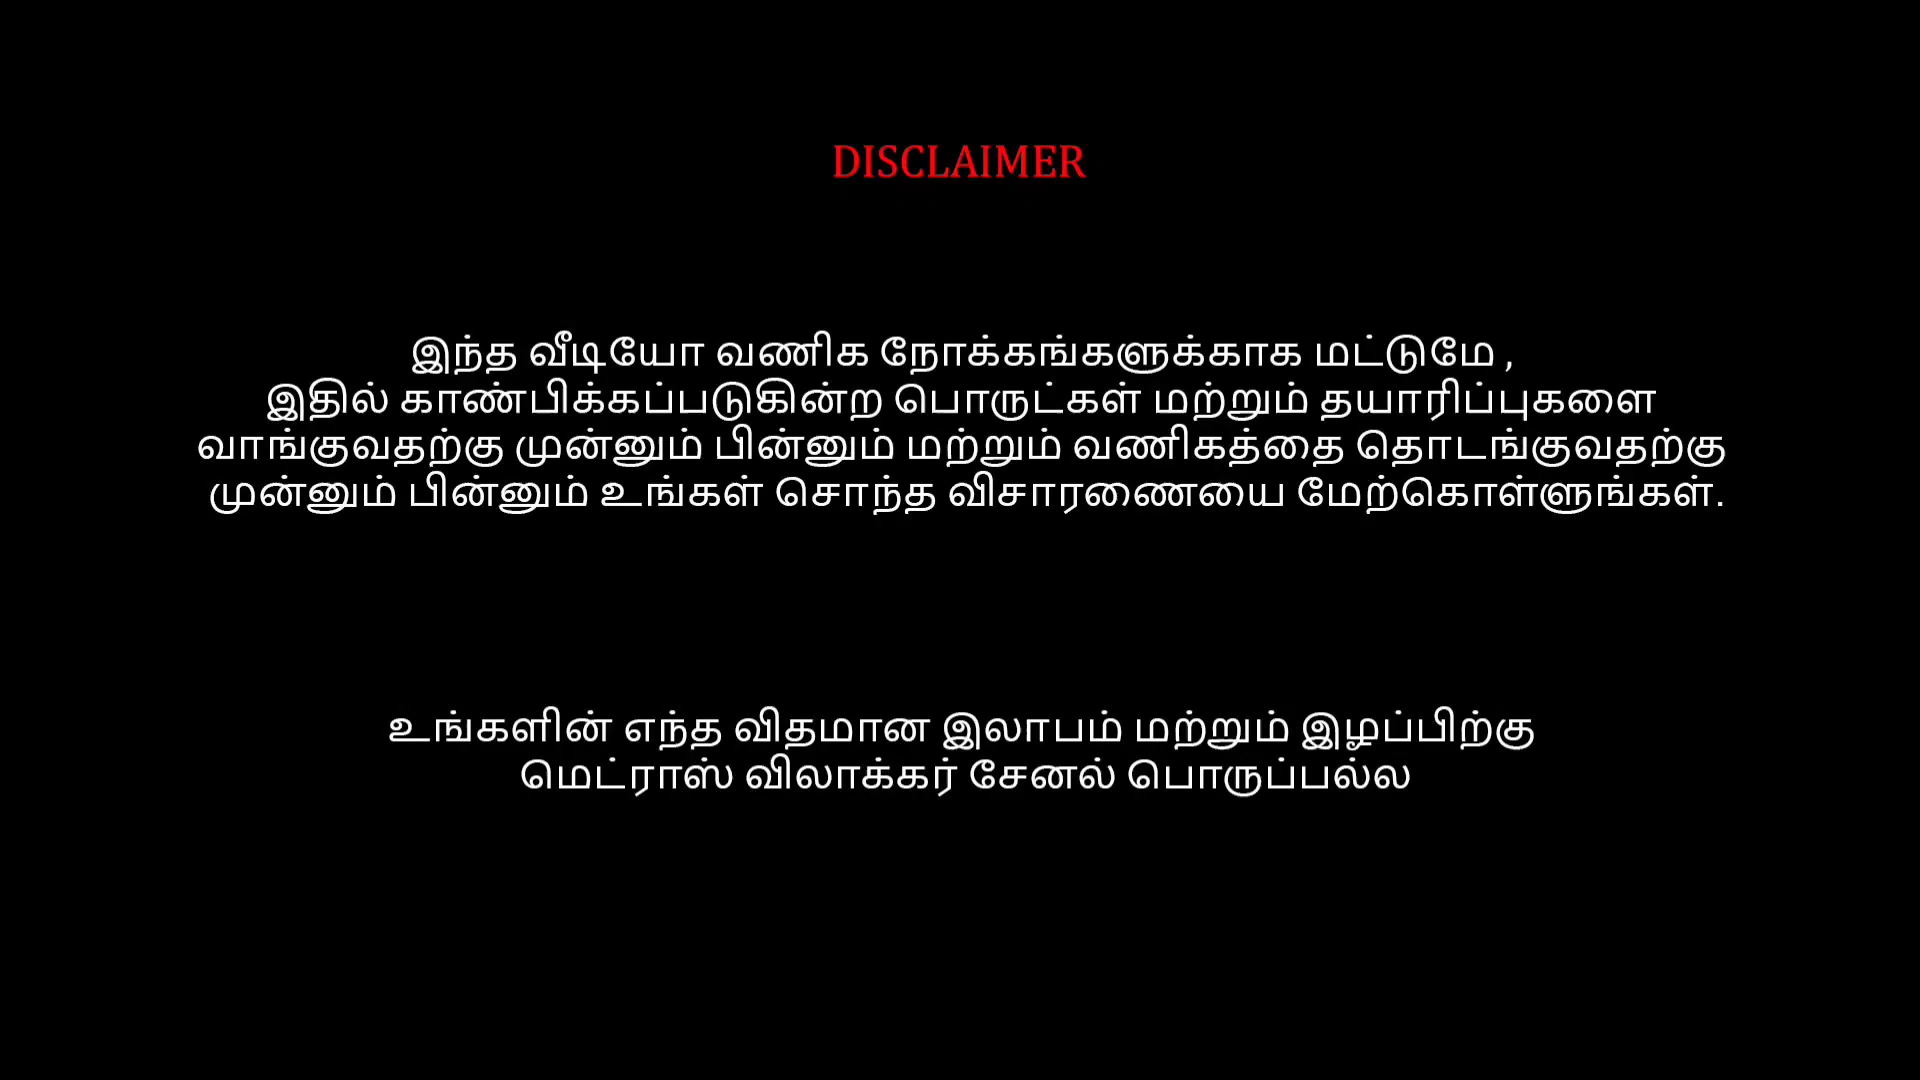 DISCLAIMER
இந்த வீடியோ வணிக நோக்கங்களுக்காக மட்டுமே ,
இதில் காண்பிக்கப்படுகின்ற பொருட்கள் மற்றும் தயாரிப்புகளை
வாங்குவதற்கு முன்னும் பின்னும் மற்றும் வணிகத்தை தொடங்குவதற்கு
முன்னும் பின்னும் உங்கள் சொந்த விசாரணையை மேற்கொள்ளுங்கள்.
உங்களின் எந்த விதமான இலாபம் மற்றும் இழப்பிற்கு
மெட்ராஸ் விலாக்கர் சேனல் பொருப்பல்ல